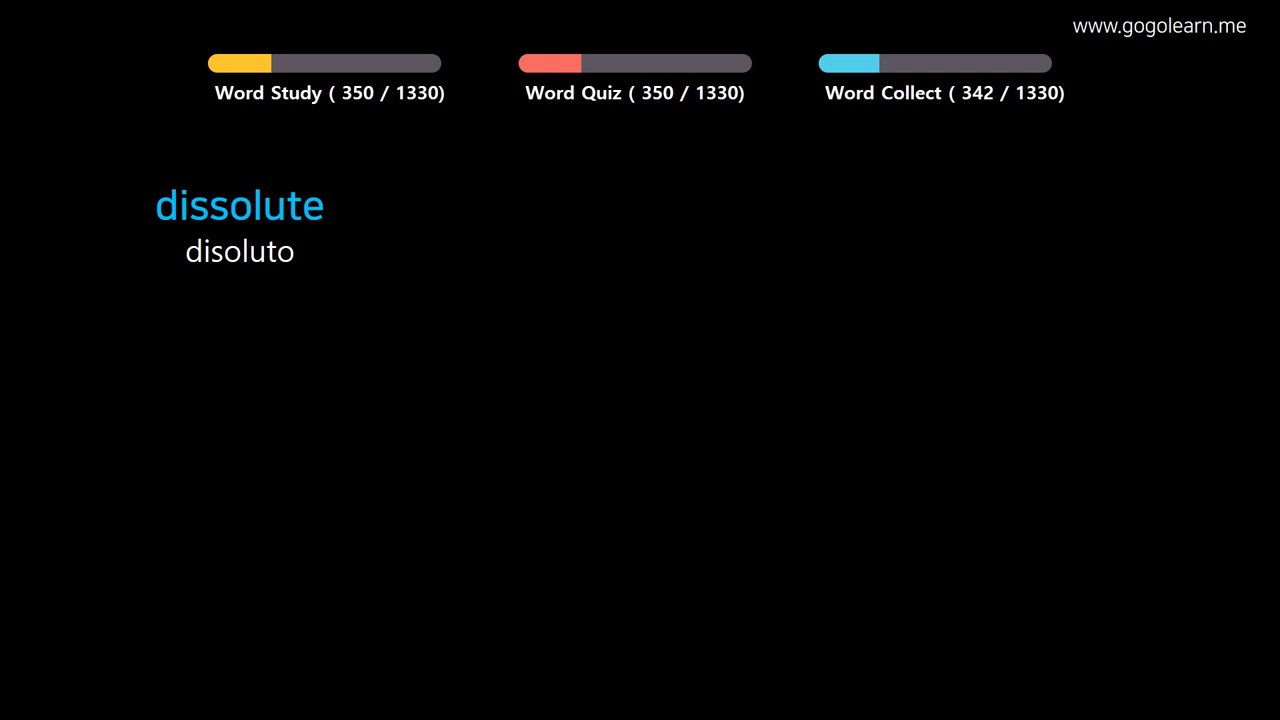 www.gogolearn.me
Word Study ( 350 / 1330)
Word Quiz ( 350 / 1330)
Word Collect ( 342 / 1330)
dissolute
disoluto